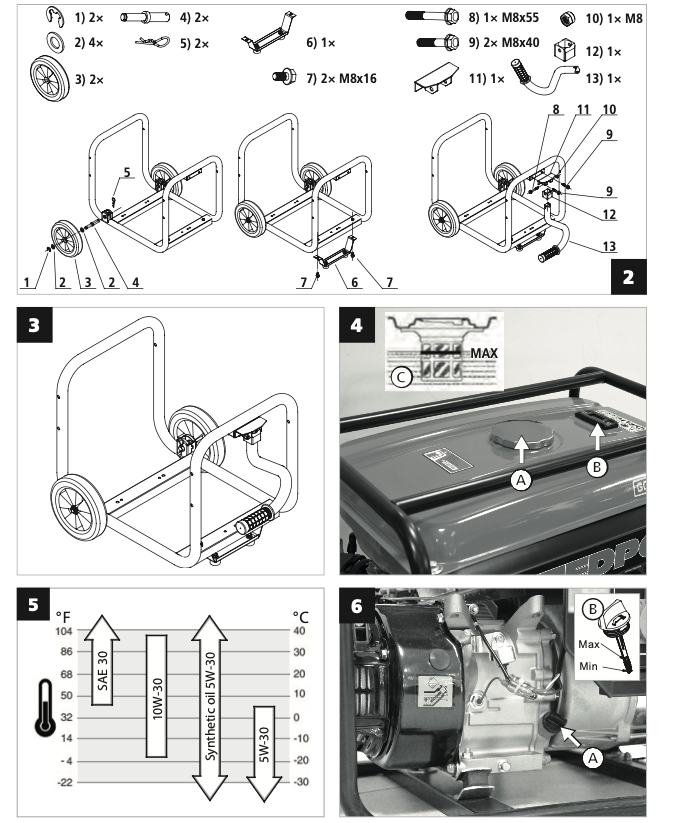 1) 2×
4) 2×
8) 1× M8x55
10) 1× M8
2) 4×
5) 2×
6) 1×
9) 2× M8x40
12) 1×
3) 2×
7) 2× M8x16
11) 1×
13) 1×
8 11 10
9
5
9
12
13
1 2 3 2 4
7 6 7
2
3
4
MAX
C
A
B
5
°F °C
104 40
86 30
68 20
50 10
32 0
14 -10
-4 -20
-22 -30
SAE 30
10W-30
Synthetic oil 5W-30
5W-30
6
B
Max
Min
A